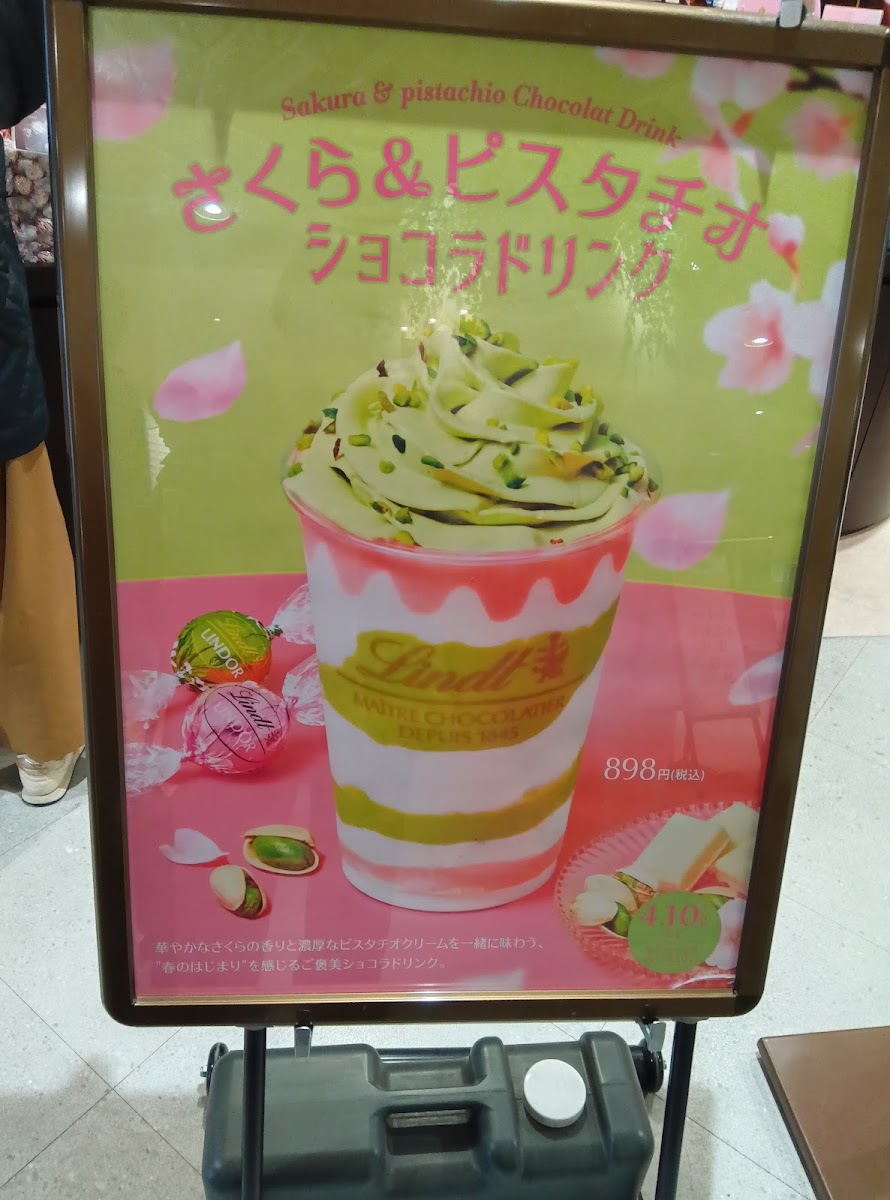 Sakura & pistachio Chocolat Drink
さくら&ピスタチオ
ショコラドリンク
Lindt
LINDOR
Lindt
Lindt
MAÎTRE CHOCOLATIER
DEPUIS 1845
898円(税込)
4.10
華やかなさくらの香りと濃厚なピスタチオクリームを一緒に味わう、
"春のはじまり"を感じるご褒美ショコラドリンク。